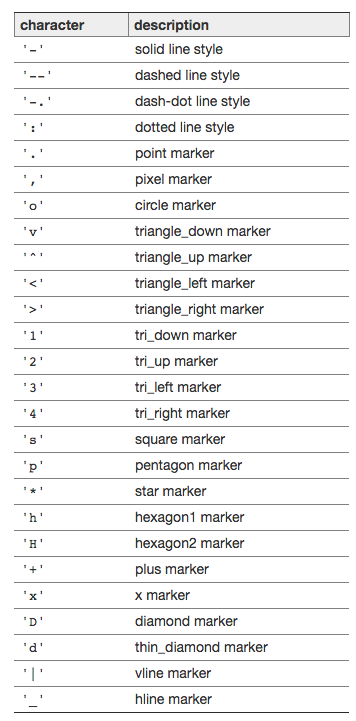 character description
'-' solid line style
'--' dashed line style
'-.' dash-dot line style
':' dotted line style
'.' point marker
',' pixel marker
'o' circle marker
'v' triangle_down marker
'^' triangle_up marker
'<' triangle_left marker
'>' triangle_right marker
'1' tri_down marker
'2' tri_up marker
'3' tri_left marker
'4' tri_right marker
's' square marker
'p' pentagon marker
'*' star marker
'h' hexagon1 marker
'H' hexagon2 marker
'+' plus marker
'x' x marker
'D' diamond marker
'd' thin_diamond marker
'|' vline marker
'_' hline marker